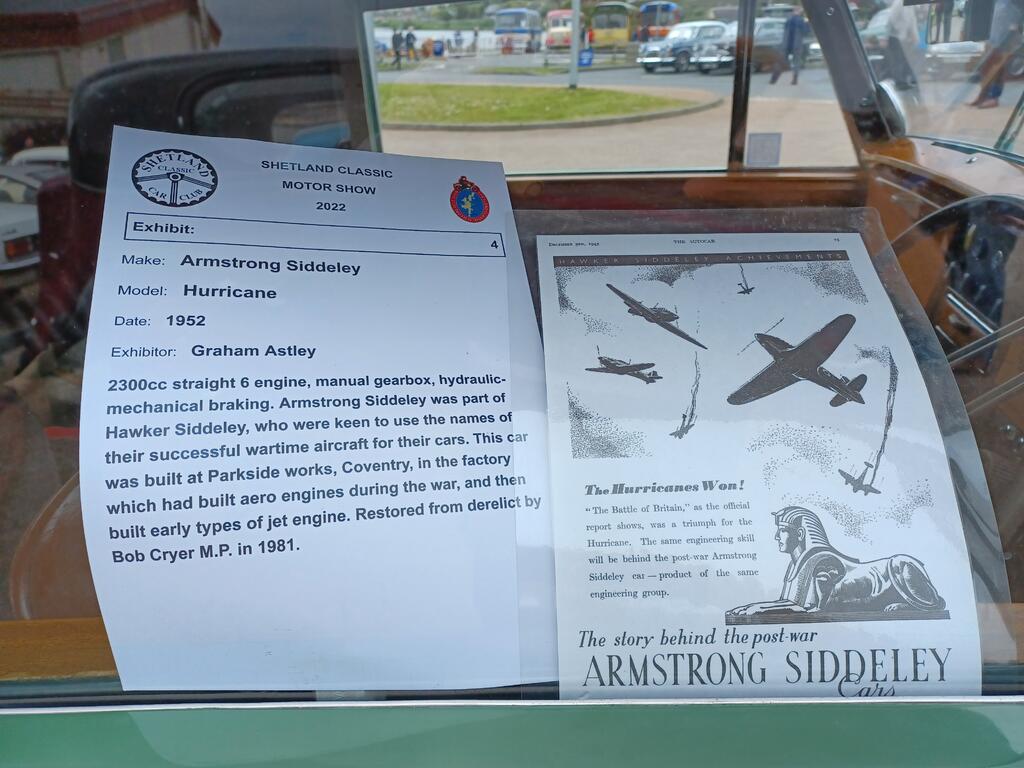 SHETLAND
CLASSIC
CAR CLUB
SHETLAND CLASSIC
MOTOR SHOW
2022
Exhibit: 4
Make: Armstrong Siddeley
Model: Hurricane
Date: 1952
Exhibitor: Graham Astley
2300cc straight 6 engine, manual gearbox, hydraulic-
mechanical braking. Armstrong Siddeley was part of
Hawker Siddeley, who were keen to use the names of
their successful wartime aircraft for their cars. This car
was built at Parkside works, Coventry, in the factory
which had built aero engines during the war, and then
built early types of jet engine. Restored from derelict by
Bob Cryer M.P. in 1981.
THE AUTOCAR
HAWKER SIDDELEY ACHIEVEMENTS
The Hurricanes Won!
"The Battle of Britain," as the official
report shows, was a triumph for the
Hurricane. The same engineering skill
will be behind the post-war Armstrong
Siddeley car — product of the same
engineering group.
The story behind the post-war
ARMSTRONG SIDDELEY
Cars